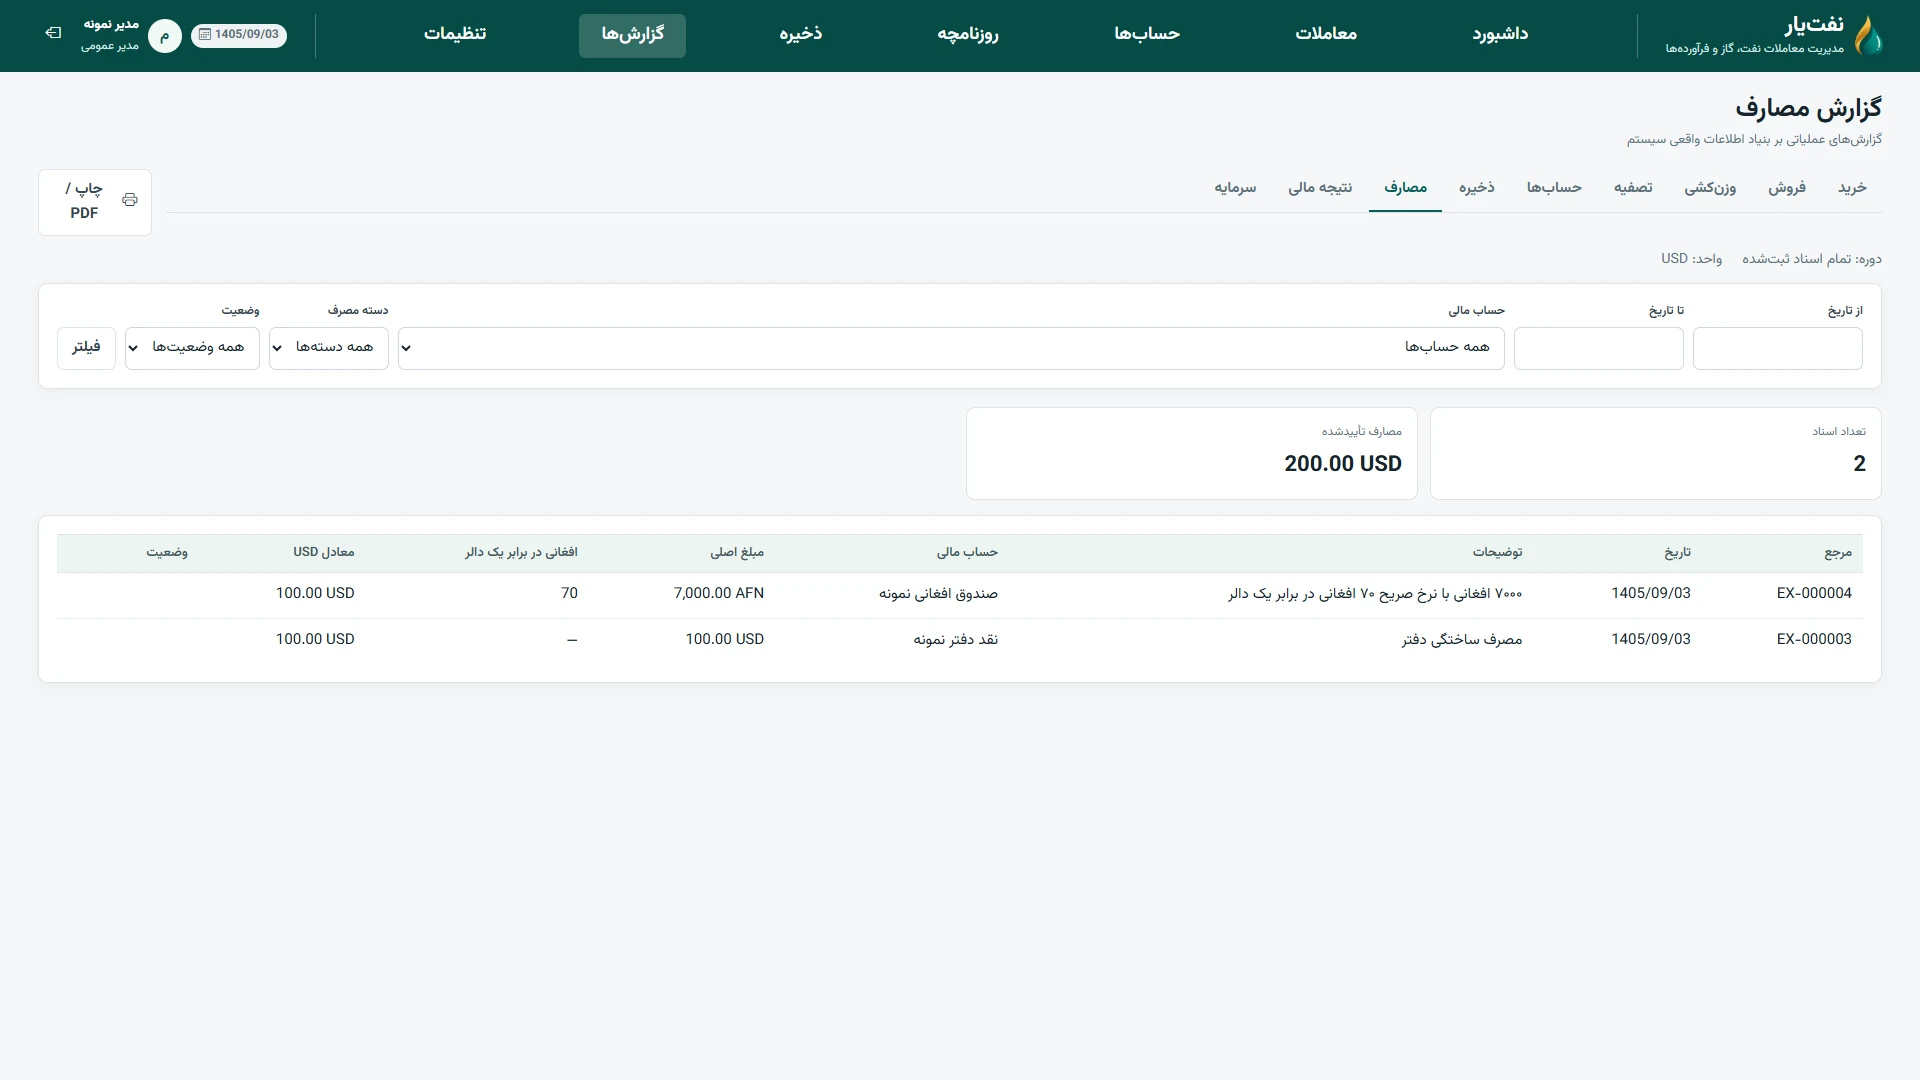 نفت‌یار
مدیریت معاملات نفت، گاز و فرآورده‌ها
داشبورد
معاملات
حساب‌ها
روزنامچه
ذخیره
گزارش‌ها
تنظیمات
1405/09/03
م
مدیر نمونه
مدیر عمومی
گزارش مصارف
گزارش‌های عملیاتی بر بنیاد اطلاعات واقعی سیستم
خرید
فروش
وزن‌کشی
تصفیه
حساب‌ها
ذخیره
مصارف
نتیجه مالی
سرمایه
چاپ /
PDF
دوره: تمام اسناد ثبت‌شده
واحد: USD
از تاریخ
تا تاریخ
حساب مالی
دسته مصرف
وضعیت
همه حساب‌ها
همه دسته‌ها
همه وضعیت‌ها
فیلتر
تعداد اسناد
2
مصارف تأییدشده
200.00 USD
مرجع تاریخ توضیحات حساب مالی مبلغ اصلی افغانی در برابر یک دالر معادل USD وضعیت
EX-000004 1405/09/03 ۷۰۰۰ افغانی با نرخ صریح ۷۰ افغانی در برابر یک دالر صندوق افغانی نمونه 7,000.00 AFN 70 100.00 USD
EX-000003 1405/09/03 مصرف ساختگی دفتر نقد دفتر نمونه 100.00 USD — 100.00 USD